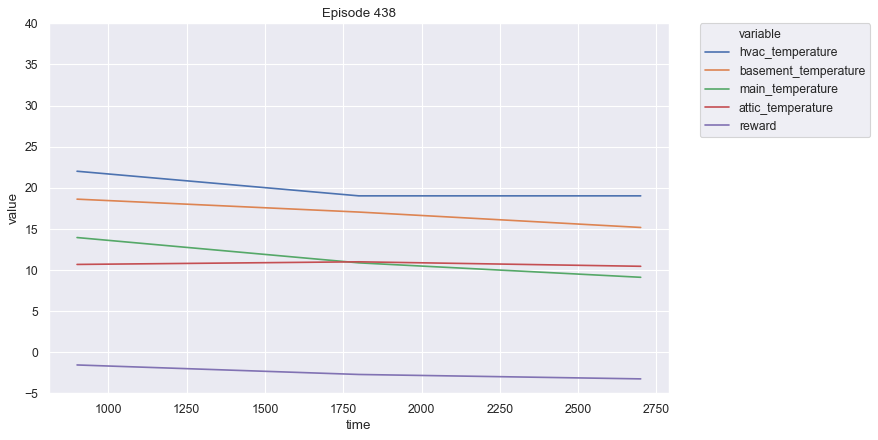 Episode 438
40
35
30
25
20
15
10
5
0
−5
value
1000
1250
1500
1750
2000
2250
2500
2750
time
variable
hvac_temperature
basement_temperature
main_temperature
attic_temperature
reward